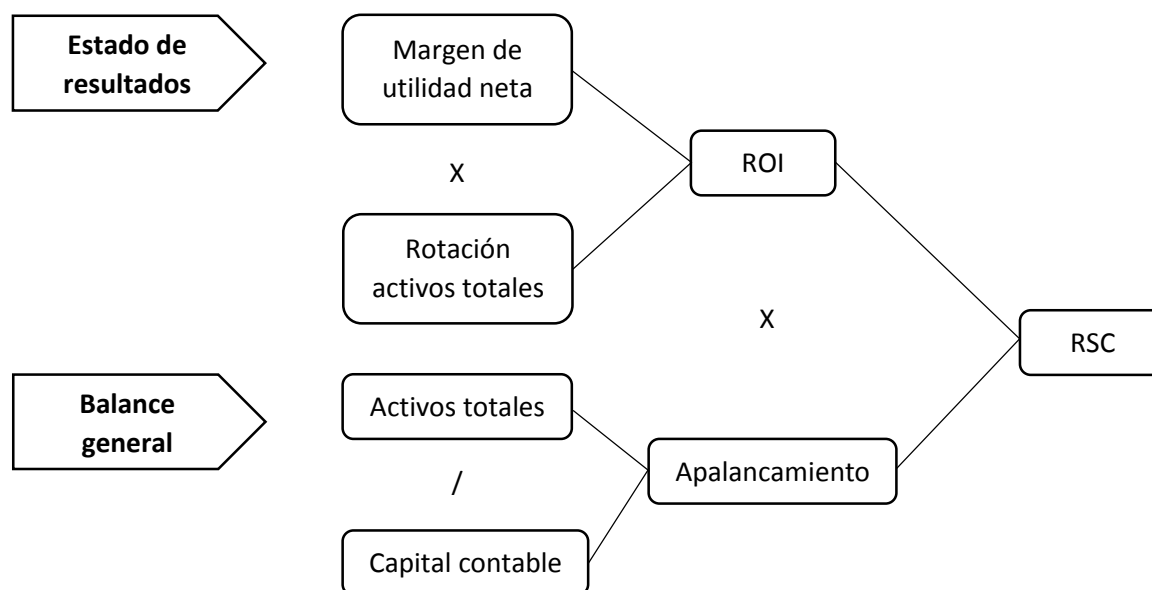 Estado de
resultados
Margen de
utilidad neta
X
ROI
Rotación
activos totales
X
RSC
Balance
general
Activos totales
/
Apalancamiento
Capital contable